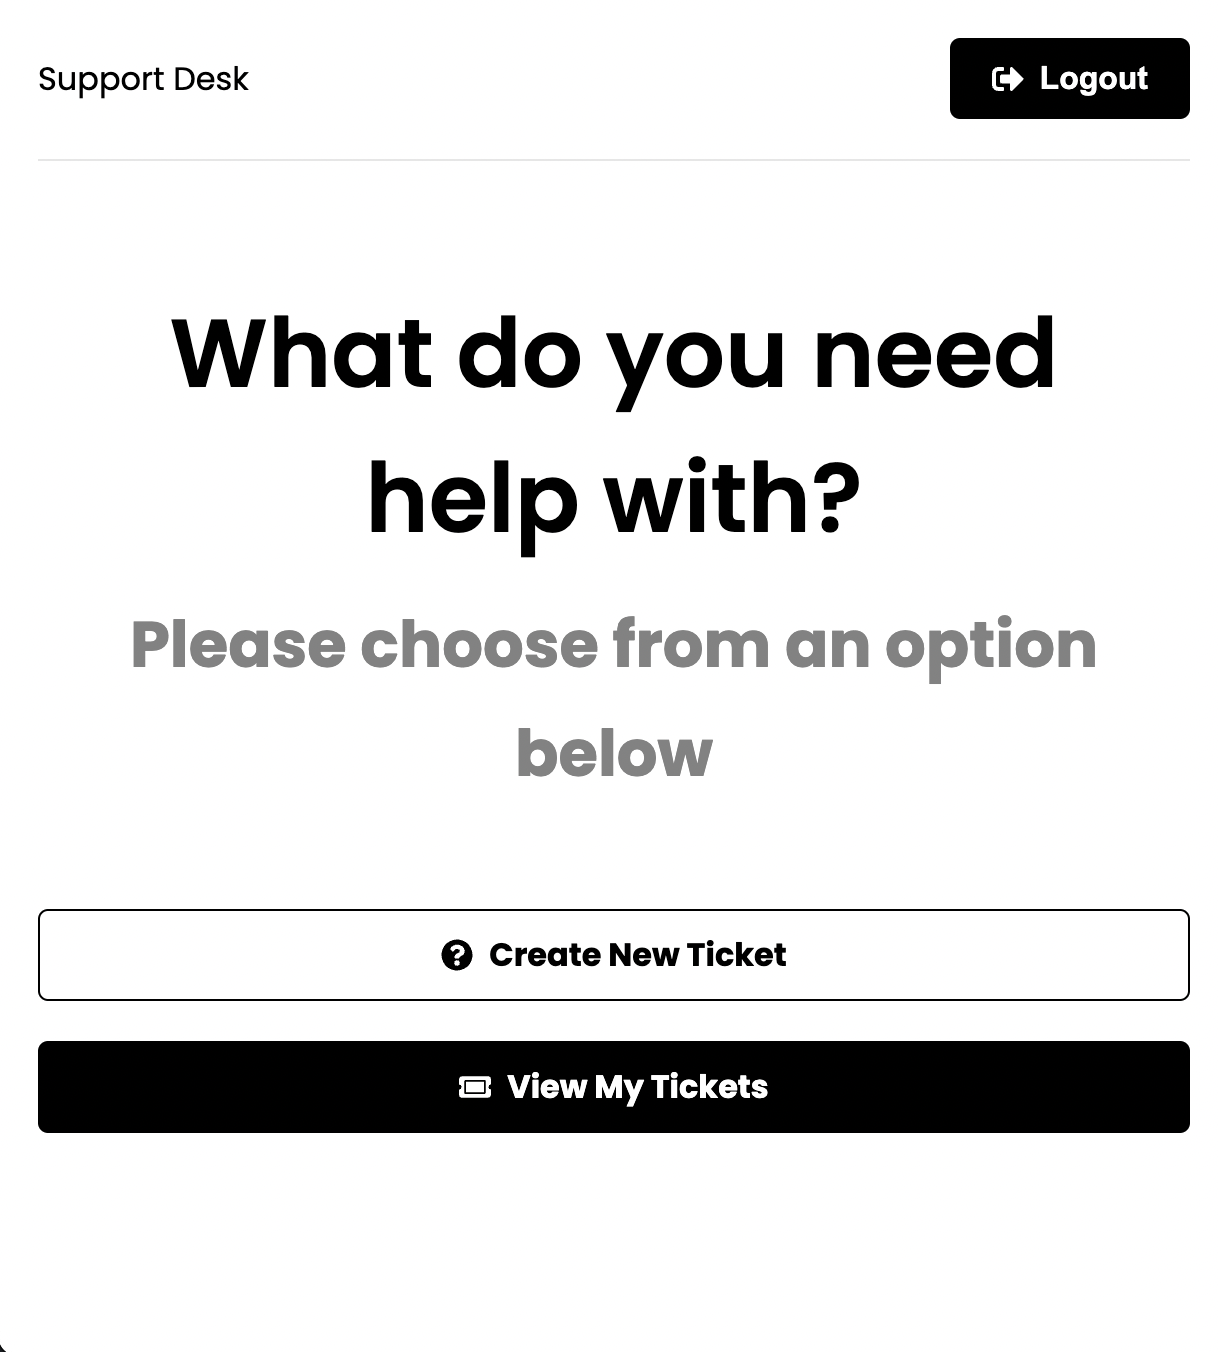 Support Desk
Logout
What do you need
help with?
Please choose from an option
below
Create New Ticket
View My Tickets